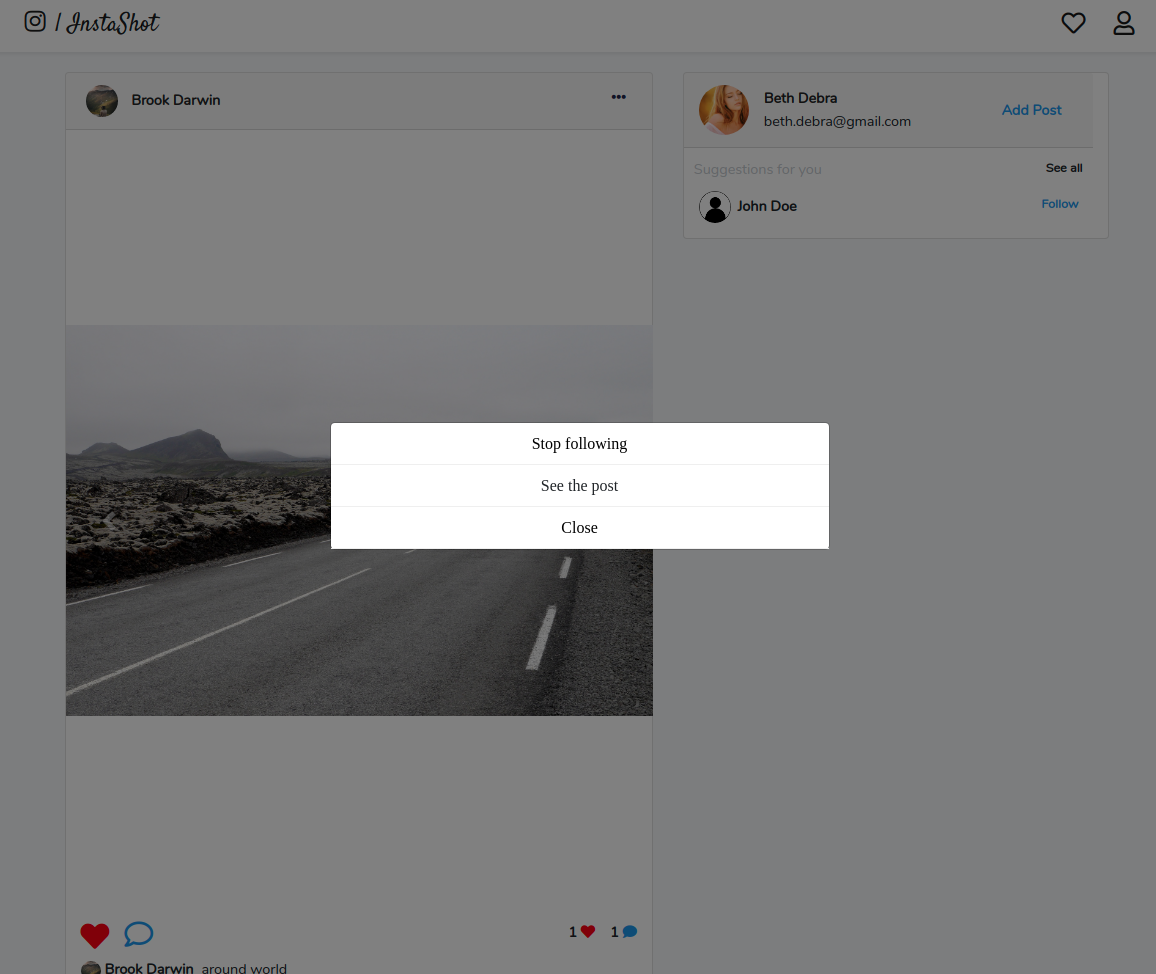 / InstaShot
Brook Darwin
Beth Debra
beth.debra@gmail.com
Add Post
Suggestions for you
See all
John Doe
Follow
Stop following
See the post
Close
1 1
Brook Darwin around world